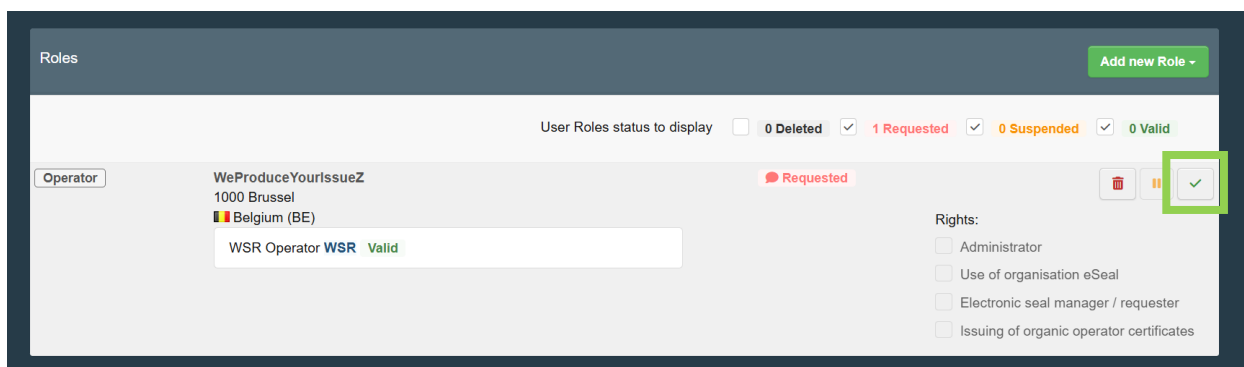 Roles
Add new Role
User Roles status to display 0 Deleted 1 Requested 0 Suspended 0 Valid
Operator
WeProduceYourIssueZ
Requested
1000 Brussel
Belgium (BE)
WSR Operator WSR Valid
Rights:
Administrator
Use of organisation eSeal
Electronic seal manager / requester
Issuing of organic operator certificates